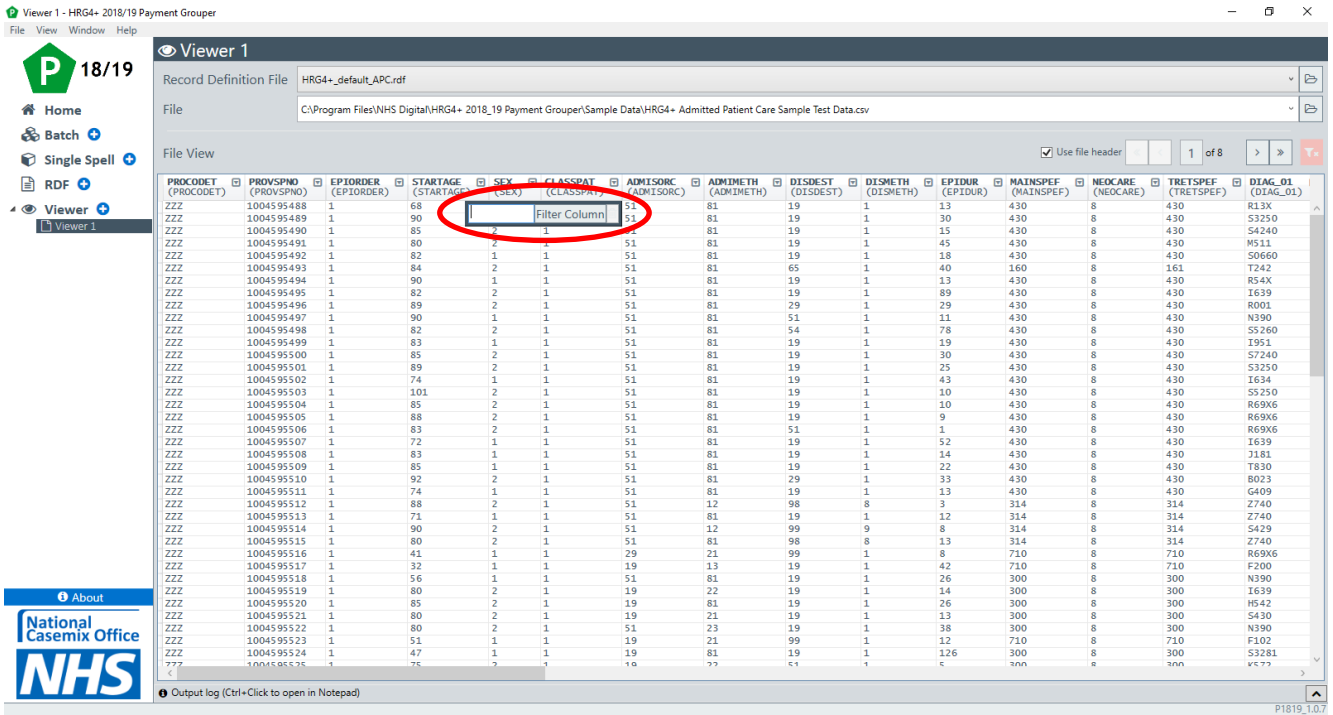 Viewer 1 - HRG4+ 2018/19 Payment Grouper
File View Window Help
P 18/19
Home
Batch
Single Spell
RDF
Viewer
Viewer 1
About
National
Casemix Office
NHS
Viewer 1
Record Definition File HRG4+_default_APC.rdf
File C:\Program Files\NHS Digital\HRG4+ 2018_19 Payment Grouper\Sample Data\HRG4+ Admitted Patient Care Sample Test Data.csv
File View Use file header « < 1 of 8 > »
PROCODET PROVSPNO EPIORDER STARTAGE SEX CLASSPAT ADMISORC ADMIMETH DISDEST DISMETH EPIDUR MAINSPEF NEOCARE TRETSPEF DIAG_01
(PROCODET) (PROVSPNO) (EPIORDER) (STARTAGE) (SEX) (CLASSPAT) (ADMISORC) (ADMIMETH) (DISDEST) (DISMETH) (EPIDUR) (MAINSPEF) (NEOCARE) (TRETSPEF) (DIAG_01)
ZZZ 1004595488 1 68 51 81 19 1 13 430 8 430 R13X
Filter Column
ZZZ 1004595489 1 90 51 81 19 1 30 430 8 430 S3250
ZZZ 1004595490 1 85 2 1 51 81 19 1 15 430 8 430 S4240
ZZZ 1004595491 1 80 2 1 51 81 19 1 45 430 8 430 M511
ZZZ 1004595492 1 82 1 1 51 81 19 1 18 430 8 430 S0660
ZZZ 1004595493 1 84 2 1 51 81 65 1 40 160 8 161 T242
ZZZ 1004595494 1 90 1 1 51 81 19 1 13 430 8 430 R54X
ZZZ 1004595495 1 82 2 1 51 81 19 1 89 430 8 430 I639
ZZZ 1004595496 1 89 2 1 51 81 29 1 29 430 8 430 R001
ZZZ 1004595497 1 90 1 1 51 81 51 1 11 430 8 430 N390
ZZZ 1004595498 1 82 2 1 51 81 54 1 78 430 8 430 S5260
ZZZ 1004595499 1 83 1 1 51 81 19 1 19 430 8 430 I951
ZZZ 1004595500 1 85 2 1 51 81 19 1 30 430 8 430 S7240
ZZZ 1004595501 1 89 2 1 51 81 19 1 25 430 8 430 S3250
ZZZ 1004595502 1 74 1 1 51 81 19 1 43 430 8 430 I634
ZZZ 1004595503 1 101 2 1 51 81 19 1 10 430 8 430 S5250
ZZZ 1004595504 1 85 2 1 51 81 19 1 10 430 8 430 R69X6
ZZZ 1004595505 1 88 2 1 51 81 19 1 9 430 8 430 R69X6
ZZZ 1004595506 1 83 2 1 51 81 51 1 1 430 8 430 R69X6
ZZZ 1004595507 1 72 1 1 51 81 19 1 52 430 8 430 I639
ZZZ 1004595508 1 83 1 1 51 81 19 1 14 430 8 430 J181
ZZZ 1004595509 1 85 1 1 51 81 19 1 22 430 8 430 T830
ZZZ 1004595510 1 92 2 1 51 81 29 1 33 430 8 430 B023
ZZZ 1004595511 1 74 1 1 51 81 19 1 13 430 8 430 G409
ZZZ 1004595512 1 88 2 1 51 12 98 8 3 314 8 314 Z740
ZZZ 1004595513 1 71 1 1 51 81 19 1 12 314 8 314 Z740
ZZZ 1004595514 1 90 2 1 51 12 99 9 8 314 8 314 S429
ZZZ 1004595515 1 80 2 1 51 81 98 8 13 314 8 314 Z740
ZZZ 1004595516 1 41 1 1 29 21 99 1 8 710 8 710 R69X6
ZZZ 1004595517 1 32 1 1 19 13 19 1 42 710 8 710 F200
ZZZ 1004595518 1 56 1 1 51 81 19 1 26 300 8 300 N390
ZZZ 1004595519 1 80 2 1 19 22 19 1 14 300 8 300 I639
ZZZ 1004595520 1 85 2 1 19 81 19 1 26 300 8 300 H542
ZZZ 1004595521 1 80 2 1 19 21 19 1 13 300 8 300 S430
ZZZ 1004595522 1 80 2 1 51 23 19 1 38 300 8 300 N390
ZZZ 1004595523 1 51 1 1 19 21 99 1 12 710 8 710 F102
ZZZ 1004595524 1 47 1 1 19 81 19 1 126 300 8 300 S3281
ZZZ 1004595525 1 75 2 1 19 22 51 1 5 300 8 300 K572
Output log (Ctrl+Click to open in Notepad)
P1819_1.0.7